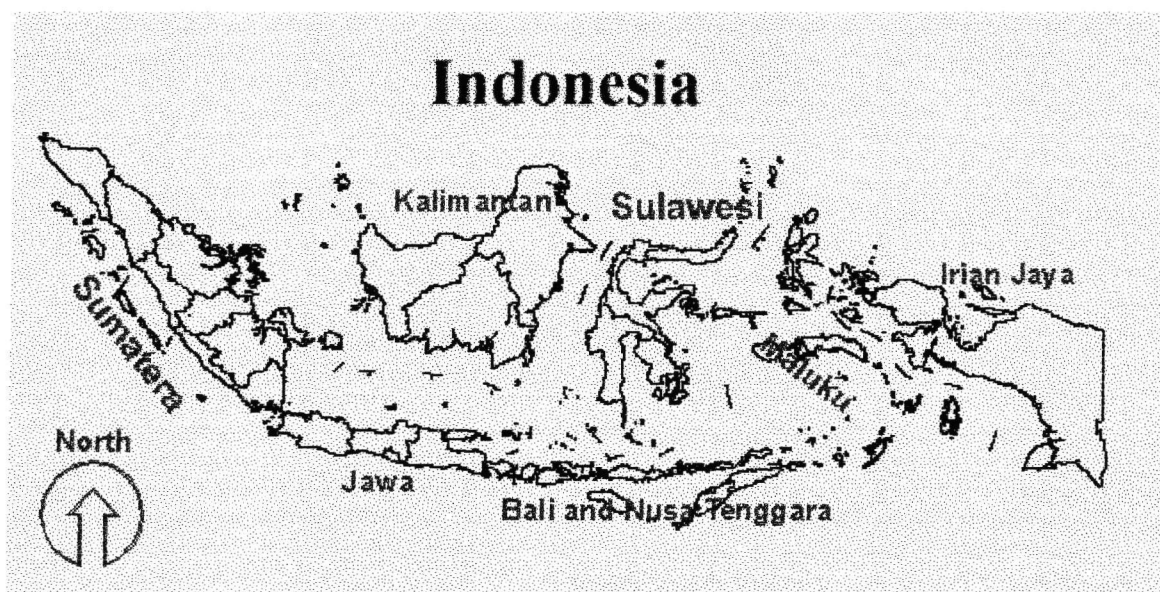 Indonesia
Kalimantan
Sulawesi
Irian Jaya
Sumatera
Maluku
North
Jawa
Bali and Nusa Tenggara